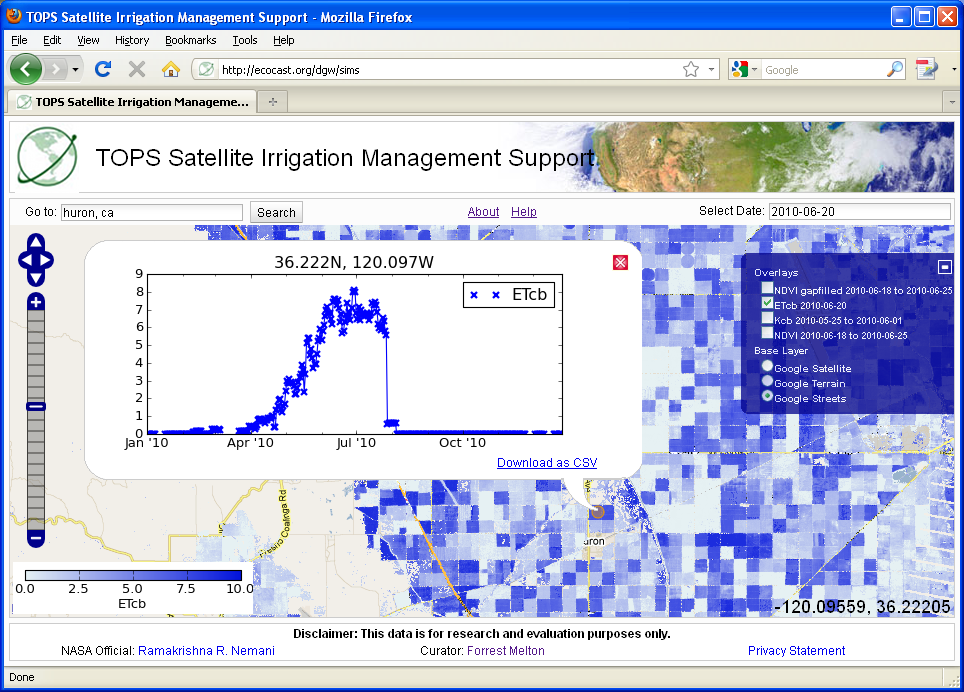 TOPS Satellite Irrigation Management Support - Mozilla Firefox
File Edit View History Bookmarks Tools Help
http://ecocast.org/dgw/sims
Google
TOPS Satellite Irrigation Manageme...
TOPS Satellite Irrigation Management Support
Go to: huron, ca Search About Help Select Date: 2010-06-20
36.222N, 120.097W
ETcb
9
8
7
6
5
4
3
2
1
0
Jan '10 Apr '10 Jul '10 Oct '10
Download as CSV
Overlays
NDVI gapfilled 2010-06-18 to 2010-06-25
ETcb 2010-06-20
Kcb 2010-05-25 to 2010-06-01
NDVI 2010-06-18 to 2010-06-25
Base Layer
Google Satellite
Google Terrain
Google Streets
Fresno Coalinga Rd
uron
0.0 2.5 5.0 7.5 10.0
ETcb
-120.09559, 36.22205
Disclaimer: This data is for research and evaluation purposes only.
NASA Official: Ramakrishna R. Nemani Curator: Forrest Melton Privacy Statement
Done